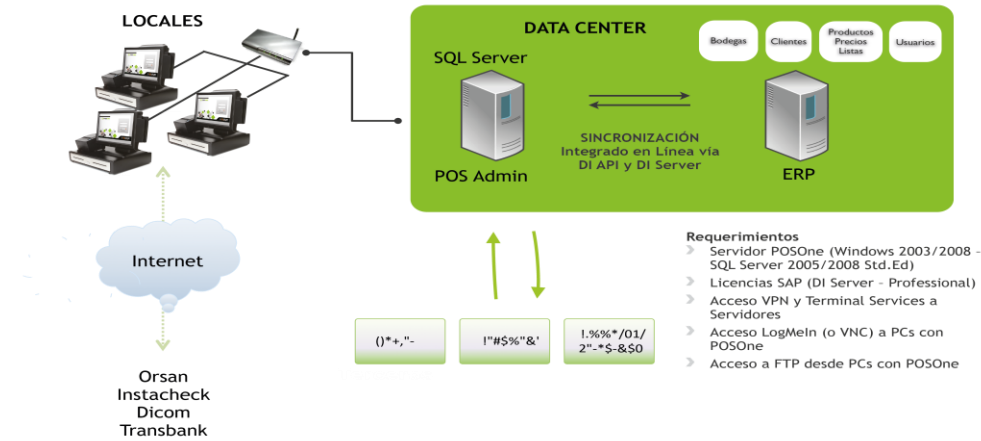 LOCALES
DATA CENTER
SQL Server
POS Admin
SINCRONIZACIÓN
Integrado en Línea vía
DI API y DI Server
Bodegas
Clientes
Productos
Precios
Listas
Usuarios
ERP
Internet
Orsan
Instacheck
Dicom
Transbank
()*+,"-
!"#$%"&'
!.%%*/01/
2"-*$-&$0
Requerimientos
Servidor POSOne (Windows 2003/2008 -
SQL Server 2005/2008 Std.Ed)
Licencias SAP (DI Server - Professional)
Acceso VPN y Terminal Services a
Servidores
Acceso LogMeIn (o VNC) a PCs con
POSOne
Acceso a FTP desde PCs con POSOne